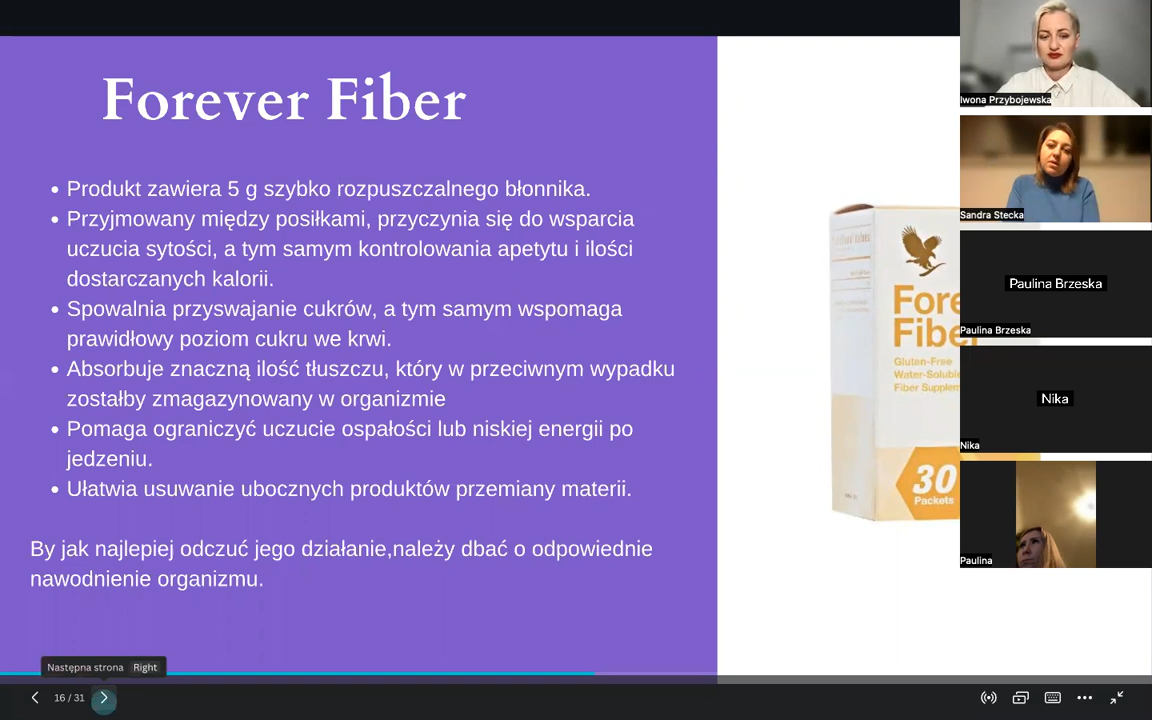 Forever Fiber
• Produkt zawiera 5 g szybko rozpuszczalnego błonnika.
• Przyjmowany między posiłkami, przyczynia się do wsparcia
uczucia sytości, a tym samym kontrolowania apetytu i ilości
dostarczanych kalorii.
• Spowalnia przyswajanie cukrów, a tym samym wspomaga
prawidłowy poziom cukru we krwi.
• Absorbuje znaczną ilość tłuszczu, który w przeciwnym wypadku
zostałby zmagazynowany w organizmie
• Pomaga ograniczyć uczucie ospałości lub niskiej energii po
jedzeniu.
• Ułatwia usuwanie ubocznych produktów przemiany materii.
By jak najlepiej odczuć jego działanie,należy dbać o odpowiednie
nawodnienie organizmu.
Fore
Fiber
Gluten-Free
Water-Soluble
Fiber Supplem
30
Packets
Iwona Przybojewska
Sandra Stecka
Paulina Brzeska
Paulina Brzeska
Nika
Nika
Paulina
Następna strona Right
16 / 31